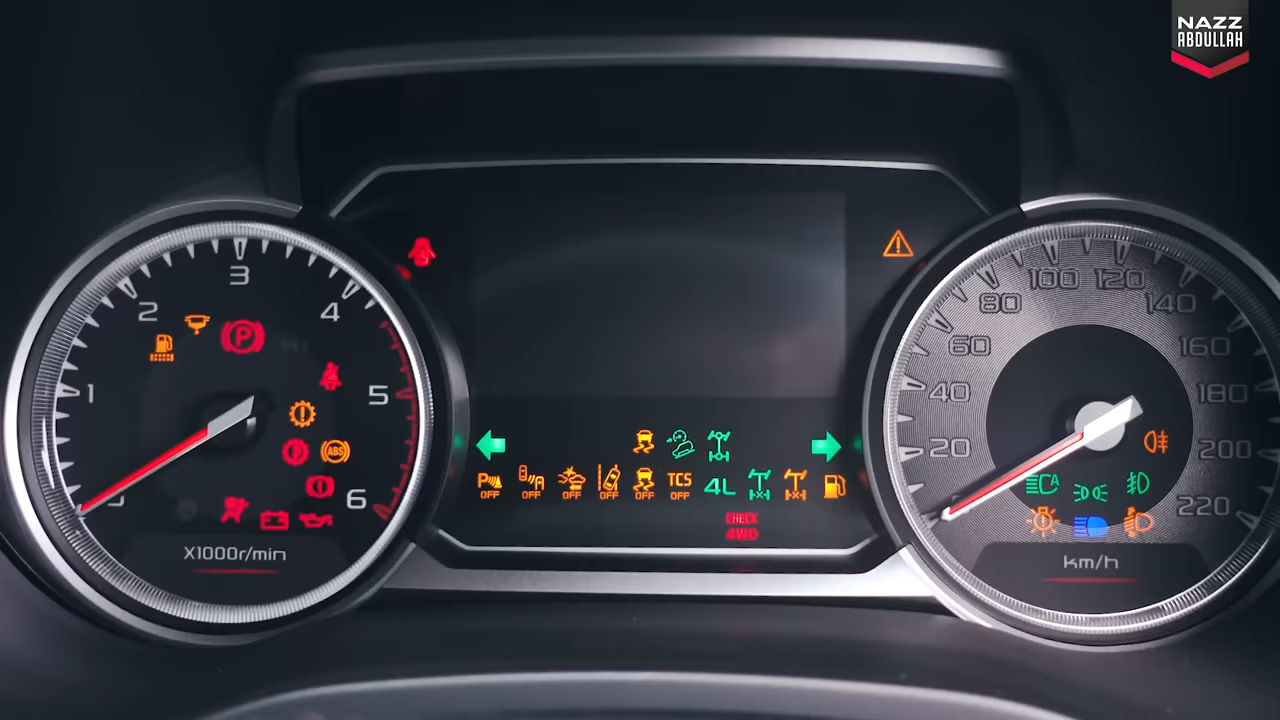 NAZZ
ABDULLAH
1
2
3
4
5
6
P
ABS
X1000r/min
P OFF
A OFF
OFF
OFF
OFF
TCS OFF
4L
CHECK
4WD
20
40
60
80
100
120
140
160
180
200
220
A
km/h